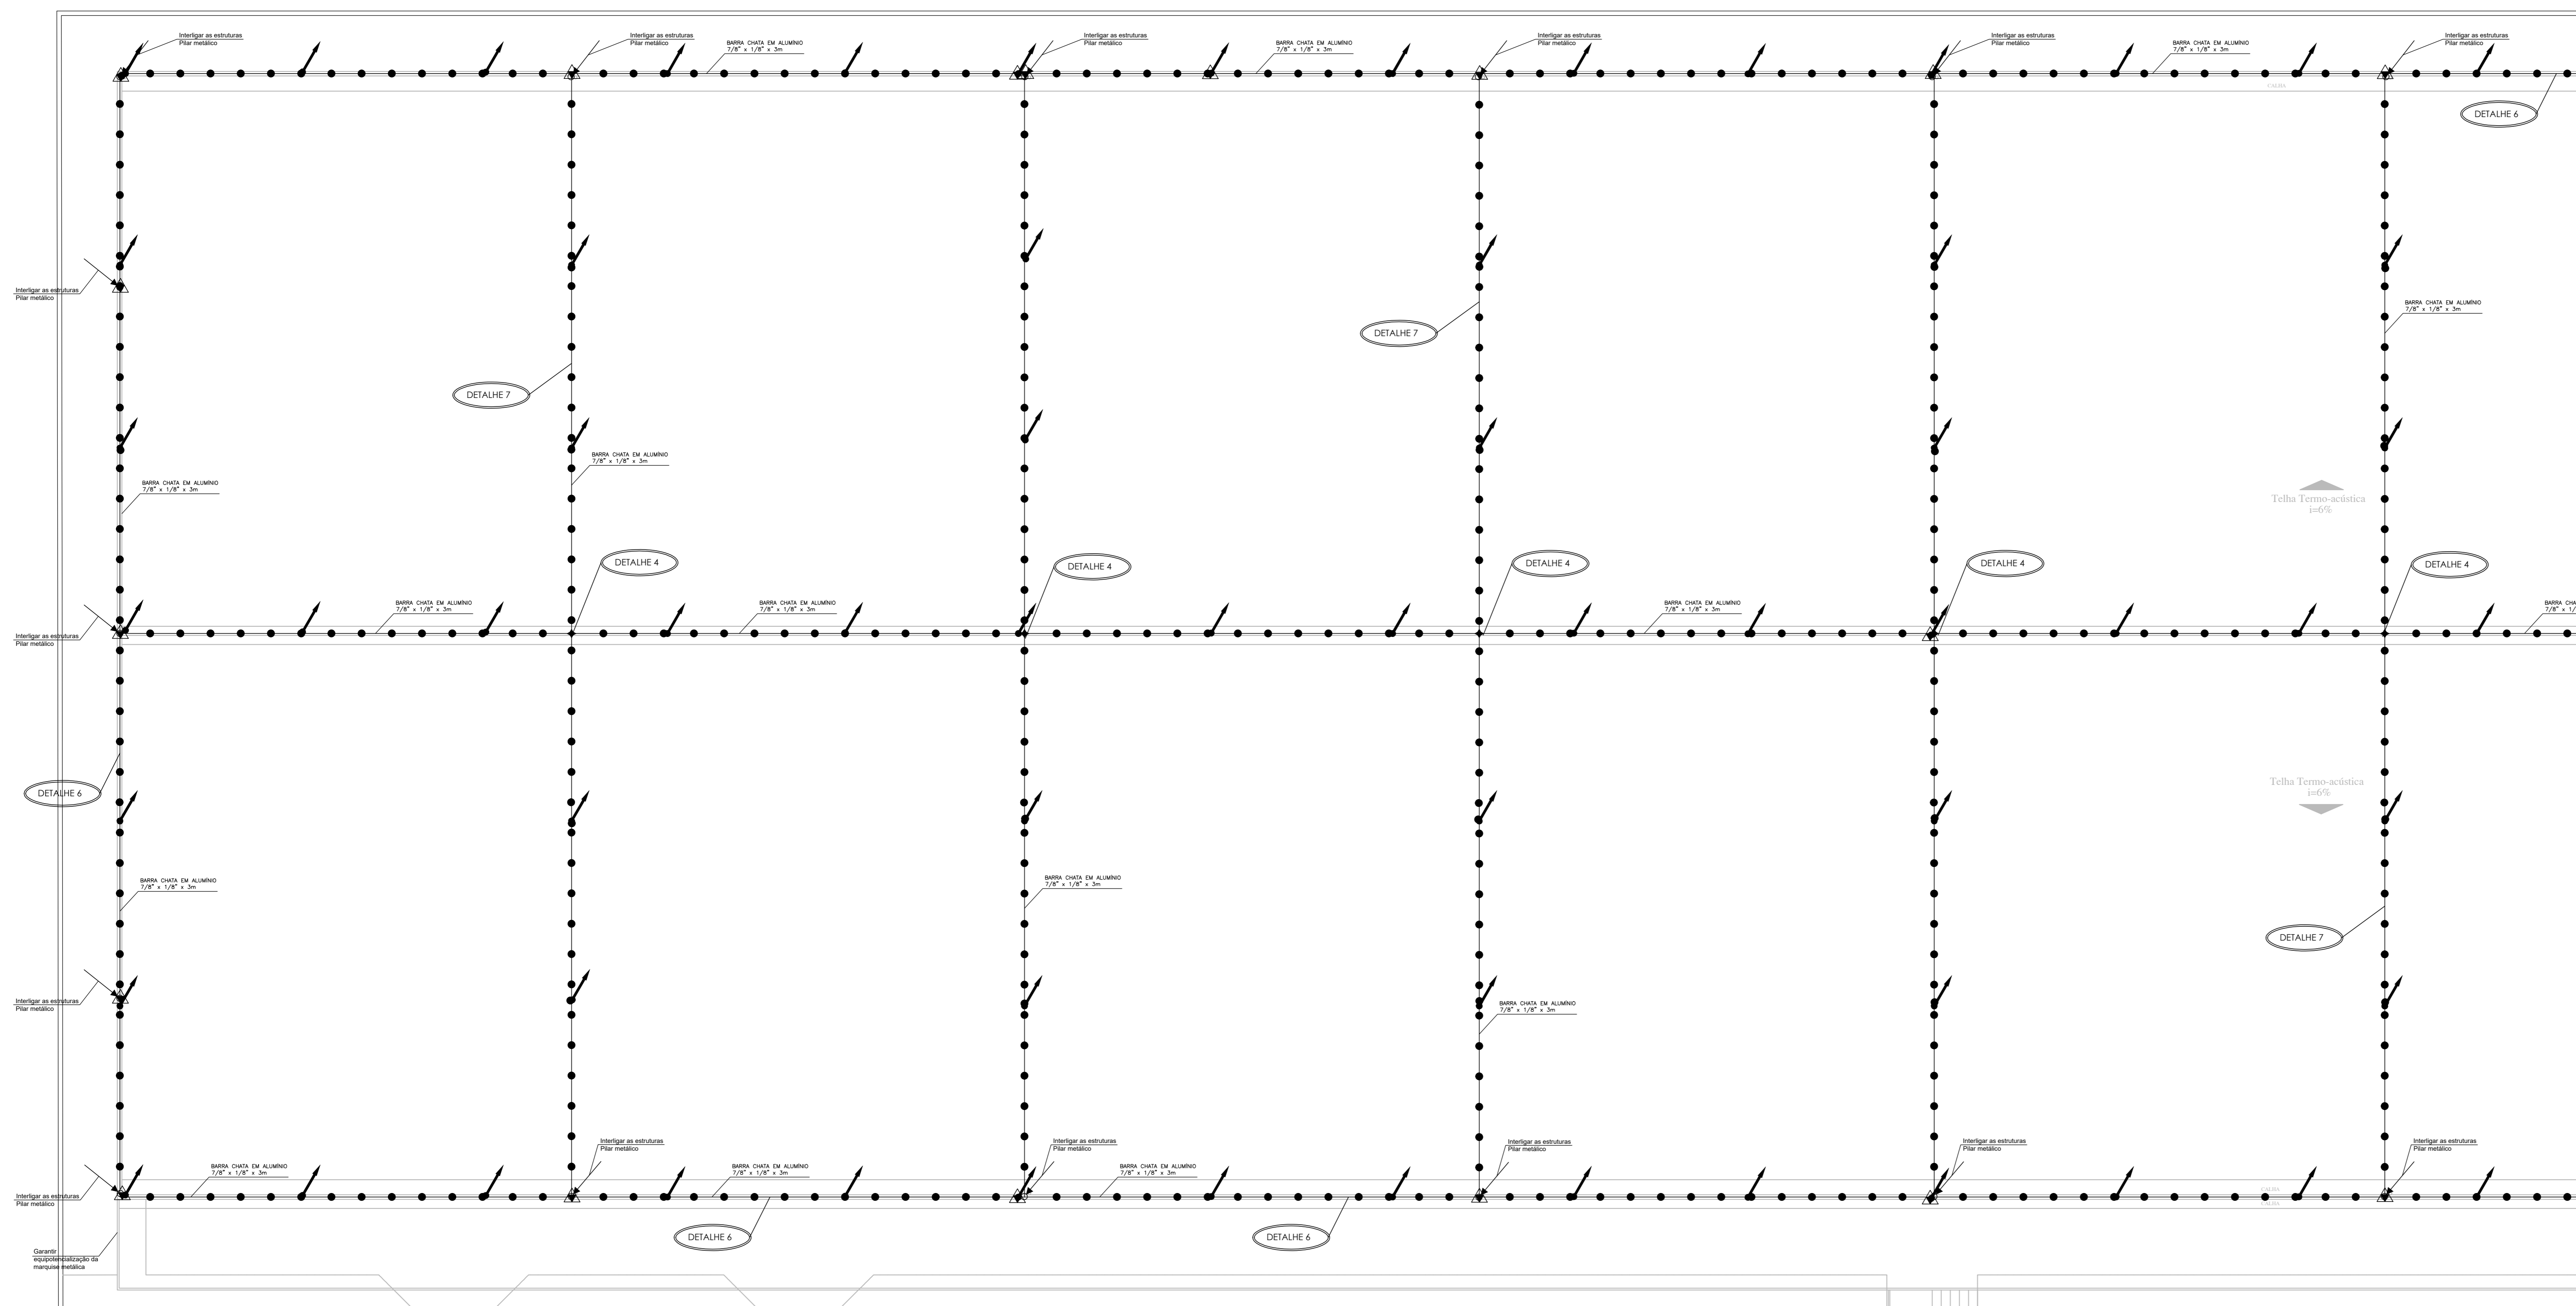 Interligar as estruturas
Pilar metálico
Interligar as estruturas
Pilar metálico
BARRA CHATA EM ALUMÍNIO
7/8" x 1/8" x 3m
Interligar as estruturas
Pilar metálico
BARRA CHATA EM ALUMÍNIO
7/8" x 1/8" x 3m
Interligar as estruturas
Pilar metálico
Interligar as estruturas
Pilar metálico
BARRA CHATA EM ALUMÍNIO
7/8" x 1/8" x 3m
Interligar as estruturas
Pilar metálico
CALHA
DETALHE 6
Interligar as estruturas
Pilar metálico
BARRA CHATA EM ALUMÍNIO
7/8" x 1/8" x 3m
DETALHE 7
DETALHE 7
BARRA CHATA EM ALUMÍNIO
7/8" x 1/8" x 3m
BARRA CHATA EM ALUMÍNIO
7/8" x 1/8" x 3m
Telha Termo-acústica
i=6%
DETALHE 4
DETALHE 4
DETALHE 4
DETALHE 4
DETALHE 4
BARRA CHATA EM ALUMÍNIO
7/8" x 1/8" x 3m
BARRA CHATA EM ALUMÍNIO
7/8" x 1/8" x 3m
BARRA CHATA EM ALUMÍNIO
7/8" x 1/8" x 3m
BARRA CHA
7/8" x 1/
Interligar as estruturas
Pilar metálico
DETALHE 6
Telha Termo-acústica
i=6%
BARRA CHATA EM ALUMÍNIO
7/8" x 1/8" x 3m
BARRA CHATA EM ALUMÍNIO
7/8" x 1/8" x 3m
DETALHE 7
Interligar as estruturas
Pilar metálico
BARRA CHATA EM ALUMÍNIO
7/8" x 1/8" x 3m
Interligar as estruturas
Pilar metálico
Interligar as estruturas
Pilar metálico
Interligar as estruturas
Pilar metálico
Interligar as estruturas
Pilar metálico
Interligar as estruturas
Pilar metálico
BARRA CHATA EM ALUMÍNIO
7/8" x 1/8" x 3m
BARRA CHATA EM ALUMÍNIO
7/8" x 1/8" x 3m
BARRA CHATA EM ALUMÍNIO
7/8" x 1/8" x 3m
Interligar as estruturas
Pilar metálico
CALHA
CALHA
DETALHE 6
DETALHE 6
Garantir
equipotencialização da
marquise metálica